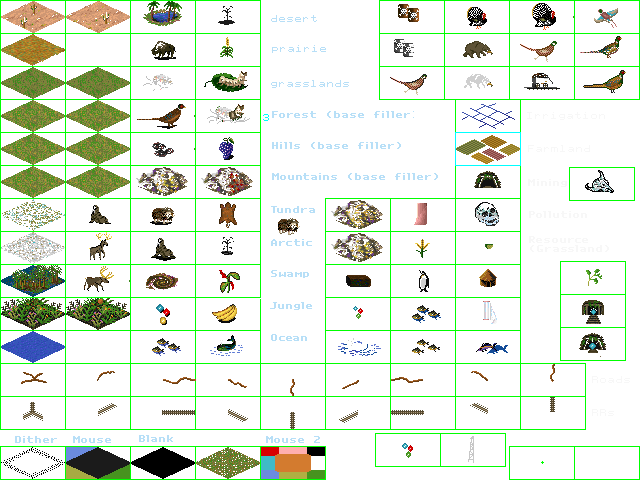 desert
prairie
grasslands
Forest (base filler)
Irrigation
Hills (base filler)
Farmland
Mountains (base filler)
Mining
Tundra
Pollution
Arctic
Resource
(Grassland)
Swamp
Jungle
Ocean
Roads
RRs
Dither
Mouse
Blank
Mouse 2